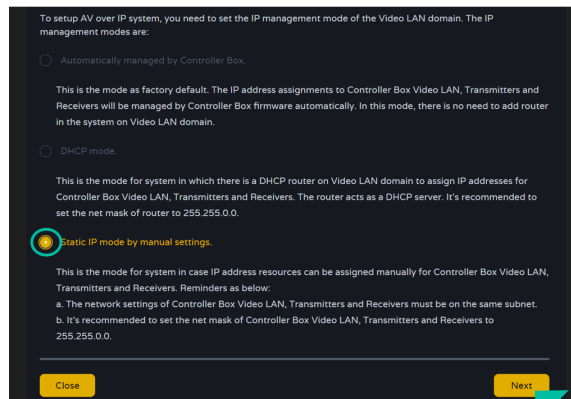 To setup AV over IP system, you need to set the IP management mode of the Video LAN domain. The IP
management modes are:
Automatically managed by Controller Box.
This is the mode as factory default. The IP address assignments to Controller Box Video LAN, Transmitters and
Receivers will be managed by Controller Box firmware automatically. In this mode, there is no need to add router
in the system on Video LAN domain.
DHCP mode.
This is the mode for system in which there is a DHCP router on Video LAN domain to assign IP addresses for
Controller Box Video LAN, Transmitters and Receivers. The router acts as a DHCP server. It's recommended to
set the net mask of router to 255.255.0.0.
Static IP mode by manual settings.
This is the mode for system in case IP address resources can be assigned manually for Controller Box Video LAN,
Transmitters and Receivers. Reminders as below:
a. The network settings of Controller Box Video LAN, Transmitters and Receivers must be on the same subnet.
b. It's recommended to set the net mask of Controller Box Video LAN, Transmitters and Receivers to
255.255.0.0.
Close
Next